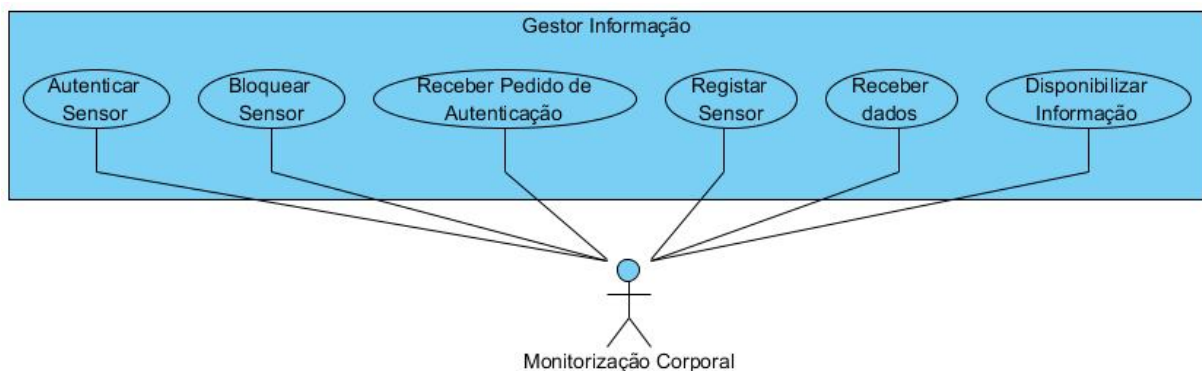 Gestor Informação
Autenticar
Sensor
Bloquear
Sensor
Receber Pedido de
Autenticação
Registar
Sensor
Receber
dados
Disponibilizar
Informação
Monitorização Corporal